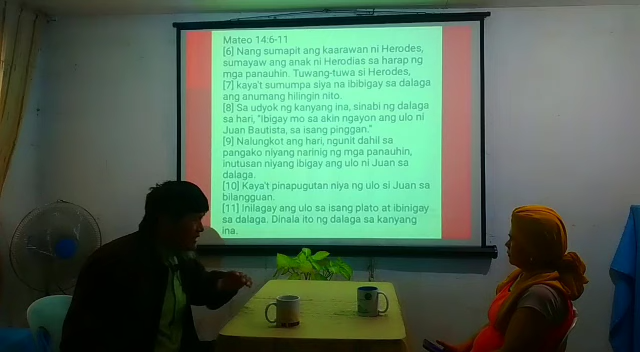 Mateo 14:6-11
[6] Nang sumapit ang kaarawan ni Herodes,
sumayaw ang anak ni Herodias sa harap ng
mga panauhin. Tuwang-tuwa si Herodes,
[7] kaya't sumumpa siya na ibibigay sa dalaga
ang anumang hilingin nito.
[8] Sa udyok ng kanyang ina, sinabi ng dalaga
sa hari, "Ibigay mo sa akin ngayon ang ulo ni
Juan Bautista, sa isang pinggan."
[9] Nalungkot ang hari, ngunit dahil sa
pangako niyang narinig ng mga panauhin,
inutusan niyang ibigay ang ulo ni Juan sa
dalaga.
[10] Kaya't pinapugutan niya ng ulo si Juan sa
bilangguan.
[11] Inilagay ang ulo sa isang plato at ibinigay
sa dalaga. Dinala ito ng dalaga sa kanyang
ina.